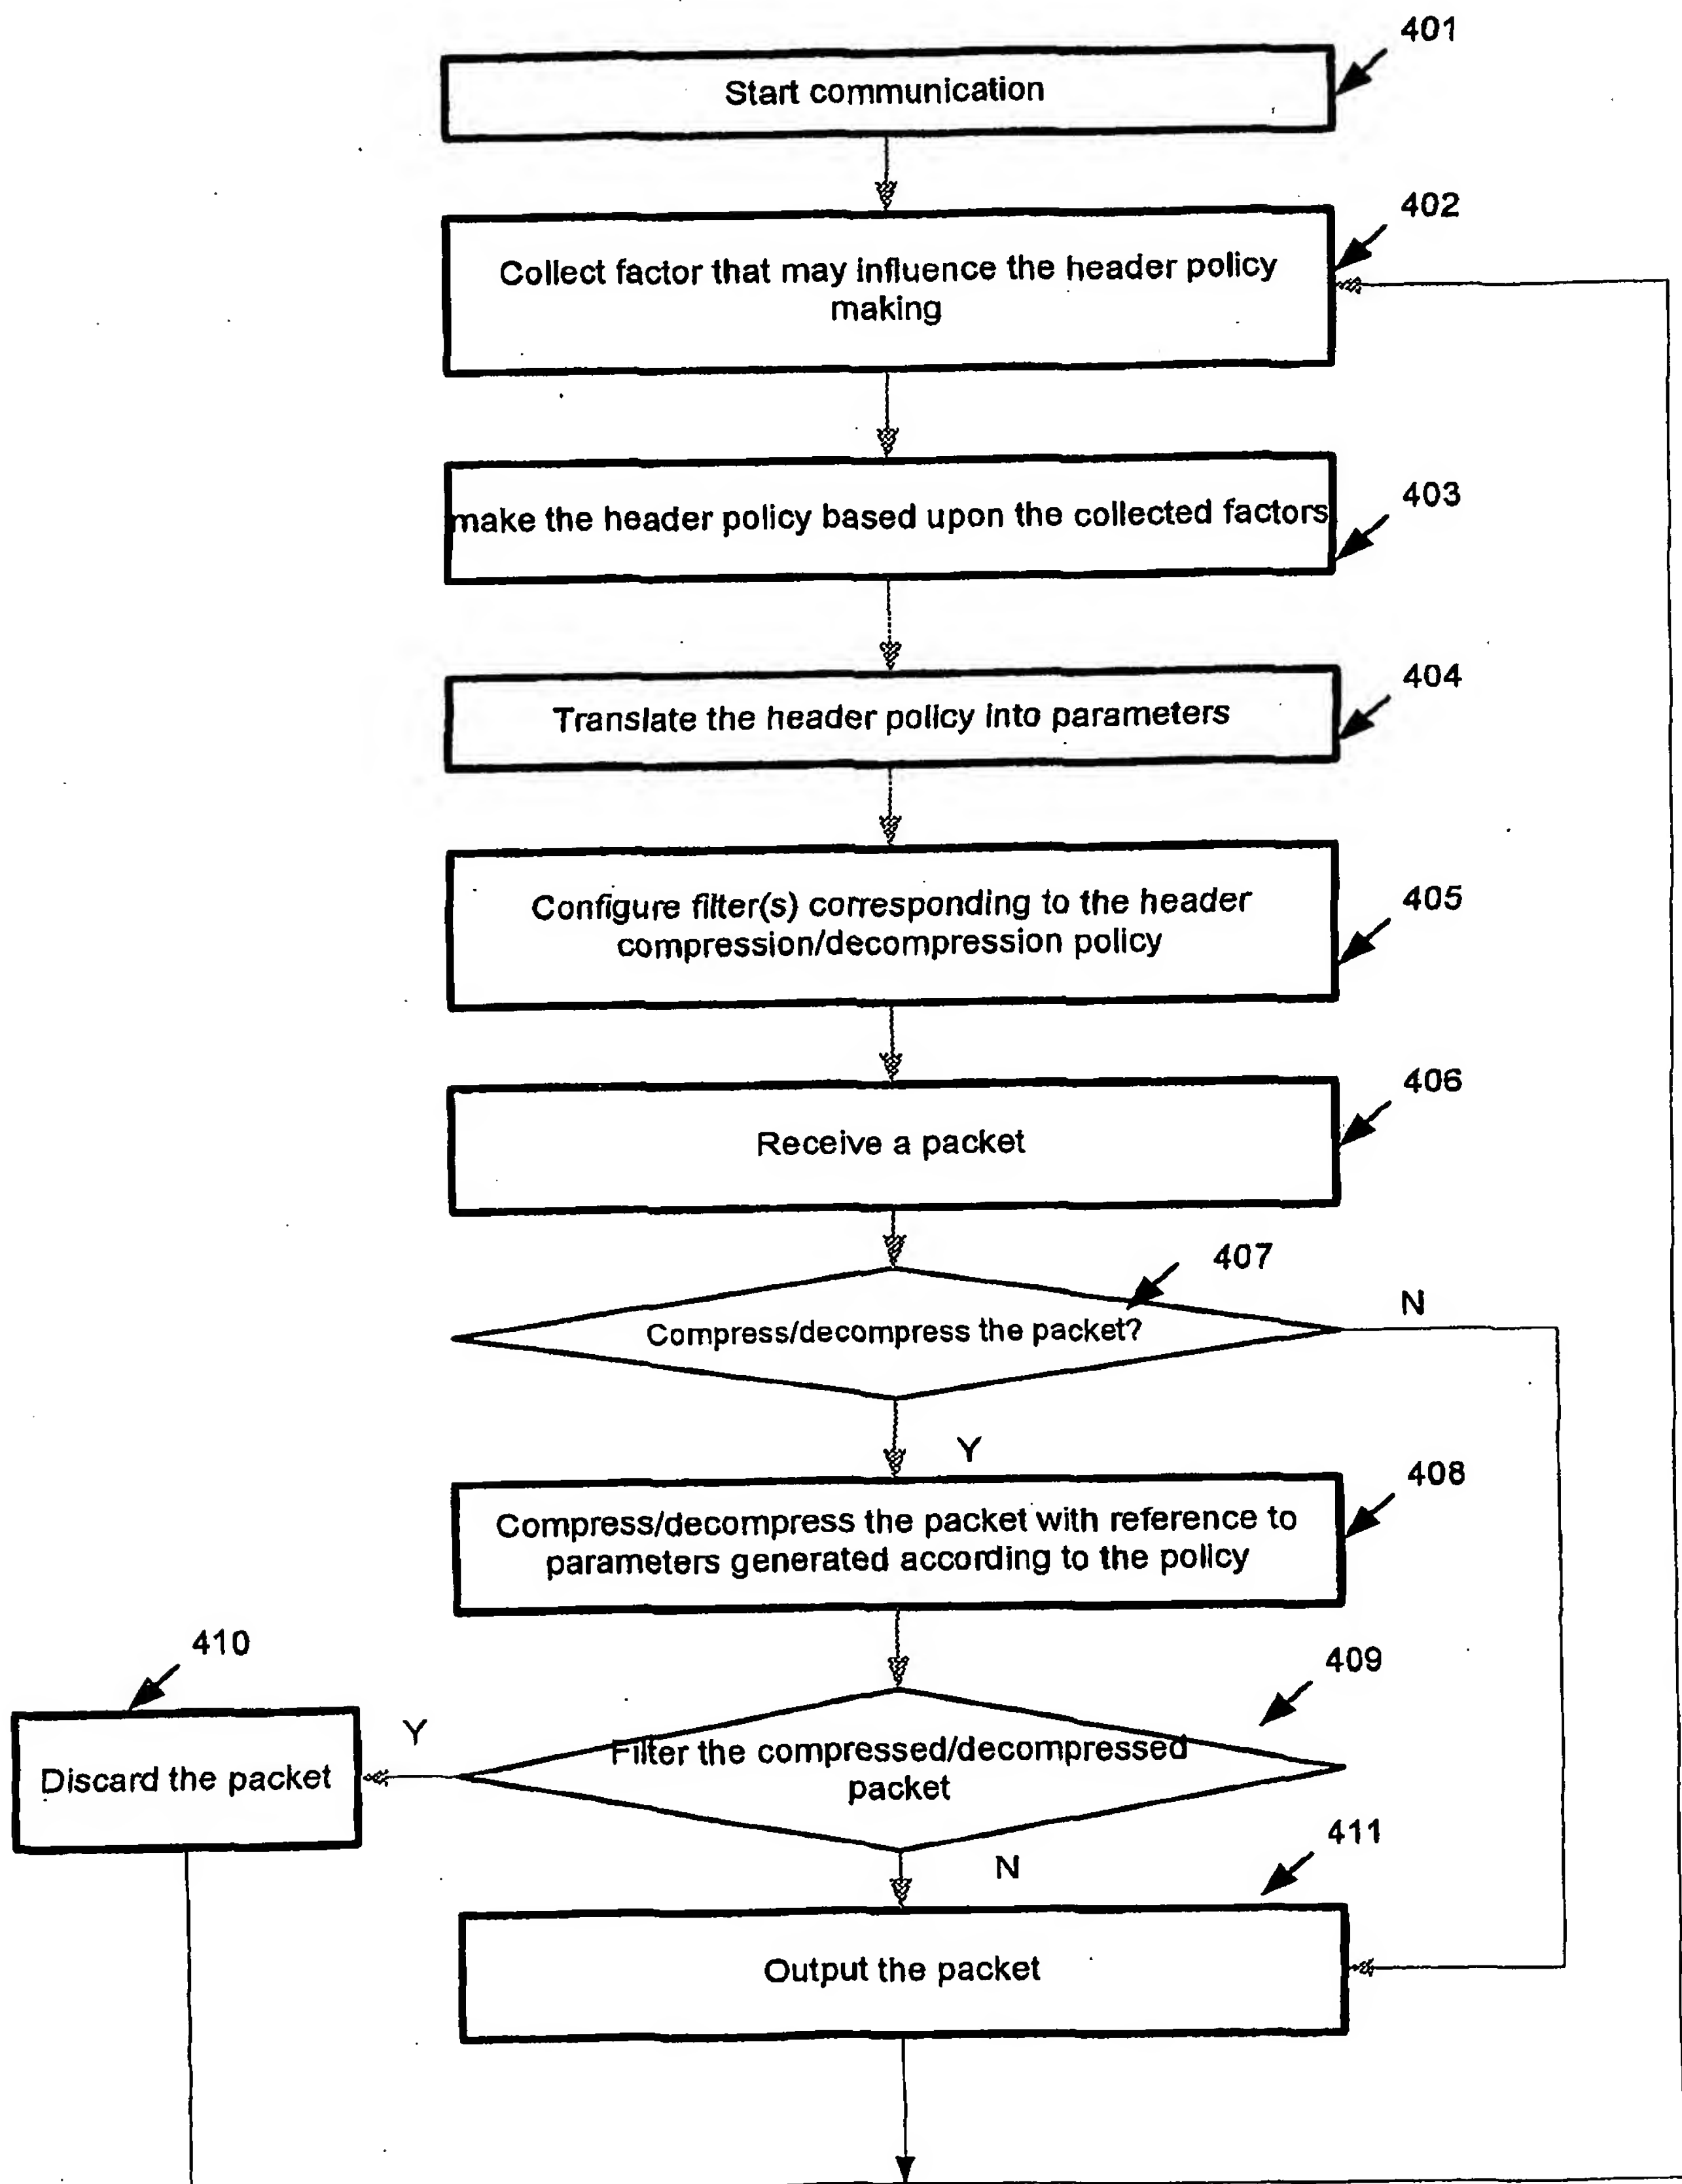 401
Start communication
402
Collect factor that may influence the header policy
making
403
make the header policy based upon the collected factors
404
Translate the header policy into parameters
405
Configure filter(s) corresponding to the header
compression/decompression policy
406
Receive a packet
407
N
Compress/decompress the packet?
Y
408
Compress/decompress the packet with reference to
parameters generated according to the policy
410
409
Y
Filter the compressed/decompressed
packet
Discard the packet
411
N
Output the packet